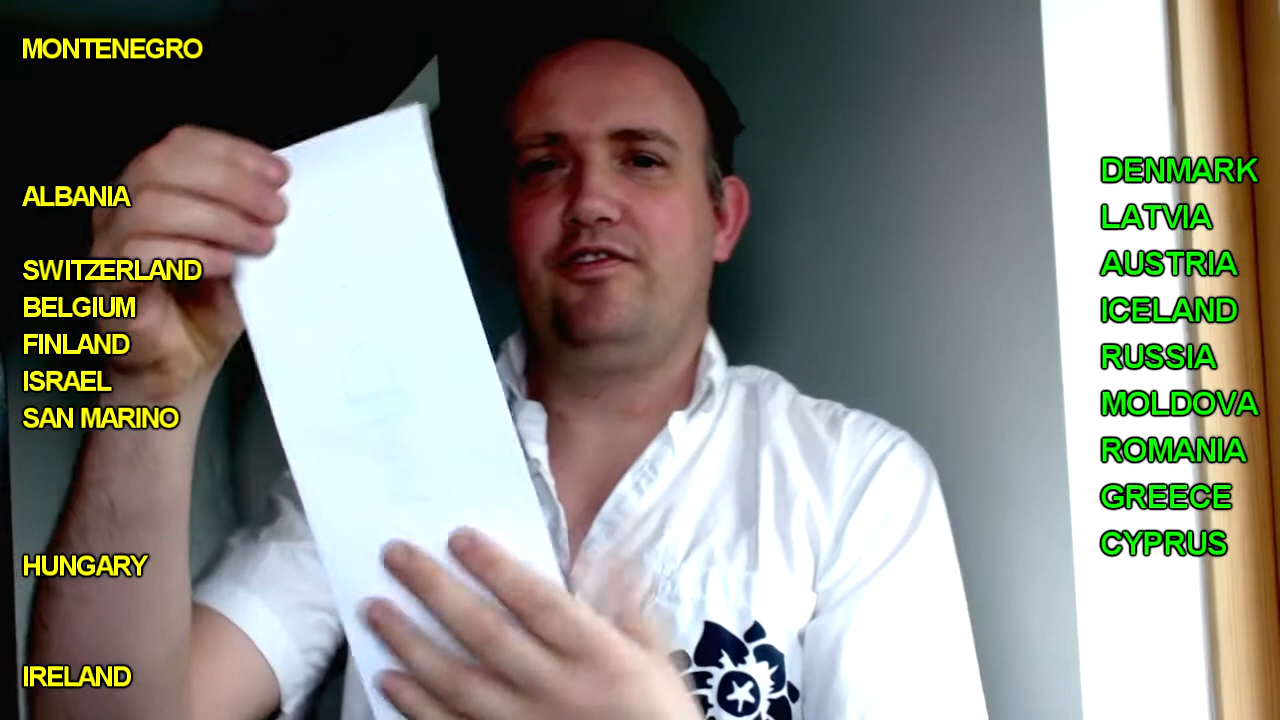 MONTENEGRO
ALBANIA
SWITZERLAND
BELGIUM
FINLAND
ISRAEL
SAN MARINO
HUNGARY
IRELAND
DENMARK
LATVIA
AUSTRIA
ICELAND
RUSSIA
MOLDOVA
ROMANIA
GREECE
CYPRUS